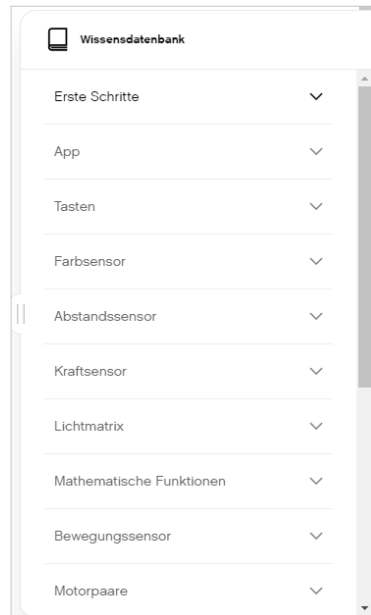 Wissensdatenbank
Erste Schritte
App
Tasten
Farbsensor
Abstandssensor
Kraftsensor
Lichtmatrix
Mathematische Funktionen
Bewegungssensor
Motorpaare